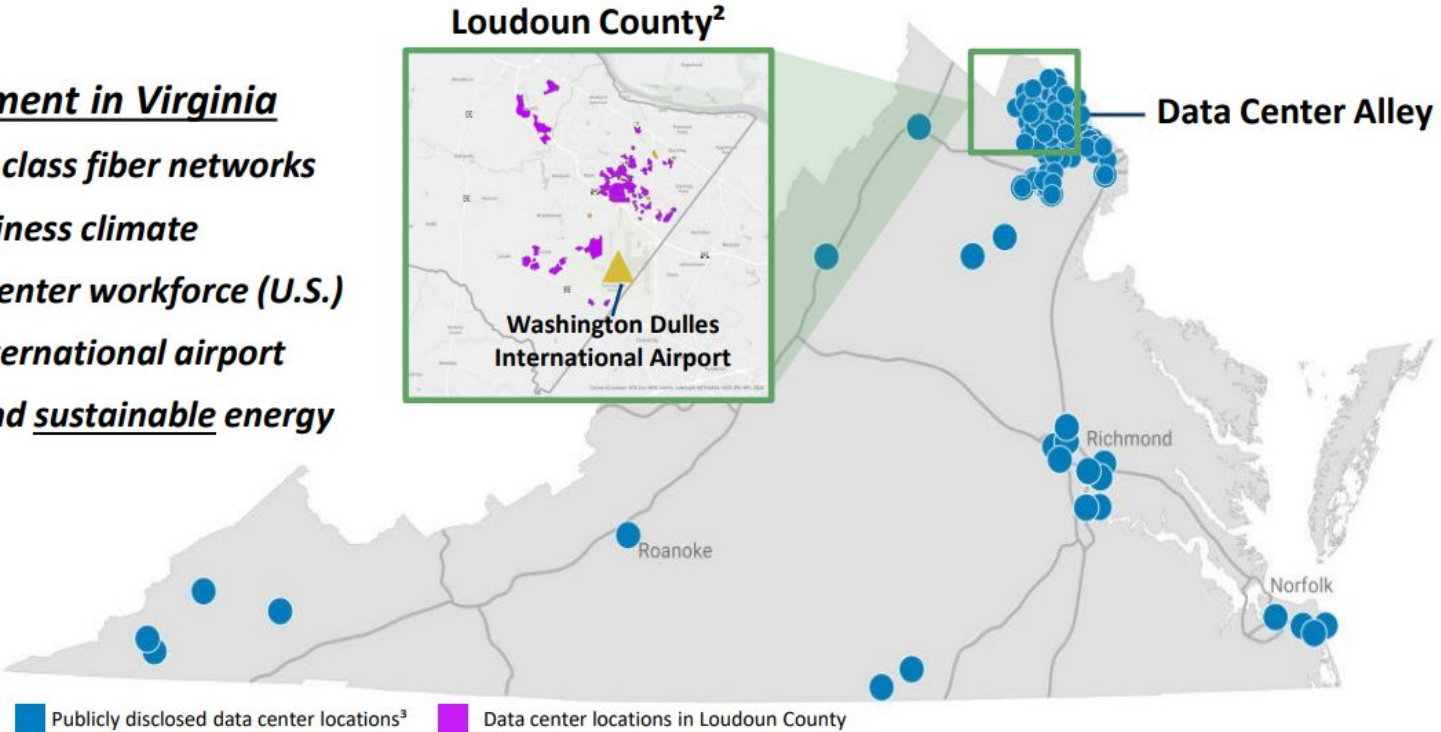 Loudoun County²
ment in Virginia
class fiber networks
iness climate
enter workforce (U.S.)
ternational airport
nd sustainable energy
Data Center Alley
Washington Dulles
International Airport
Richmond
Roanoke
Norfolk
Publicly disclosed data center locations³
Data center locations in Loudoun County